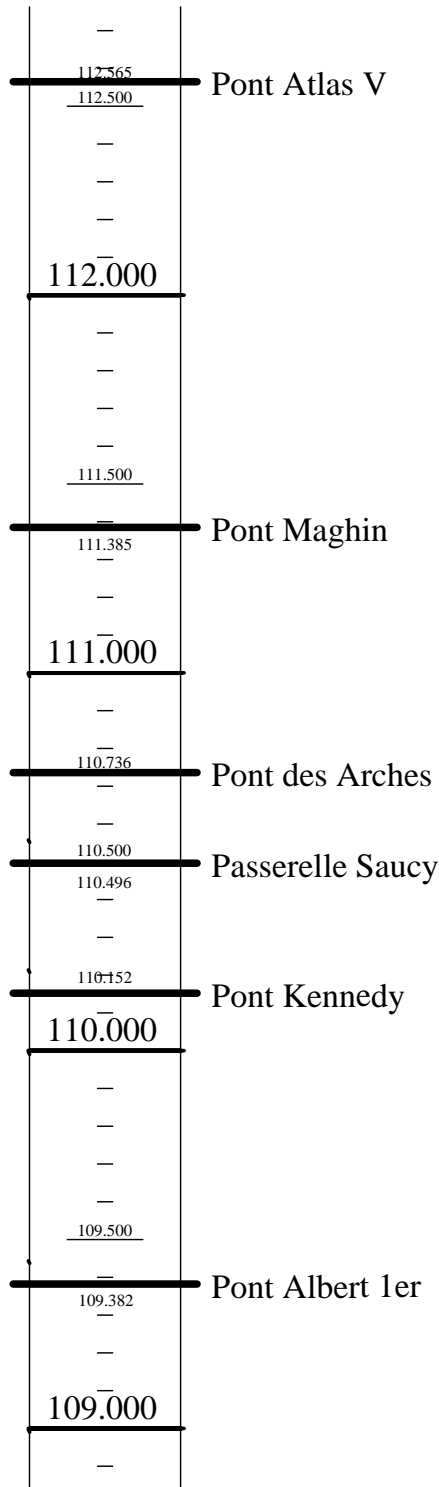 112.565
Pont Atlas V
112.500
112.000
111.500
Pont Maghin
111.385
111.000
110.736
Pont des Arches
110.500
Passerelle Saucy
110.496
110.152
Pont Kennedy
110.000
109.500
Pont Albert 1er
109.382
109.000